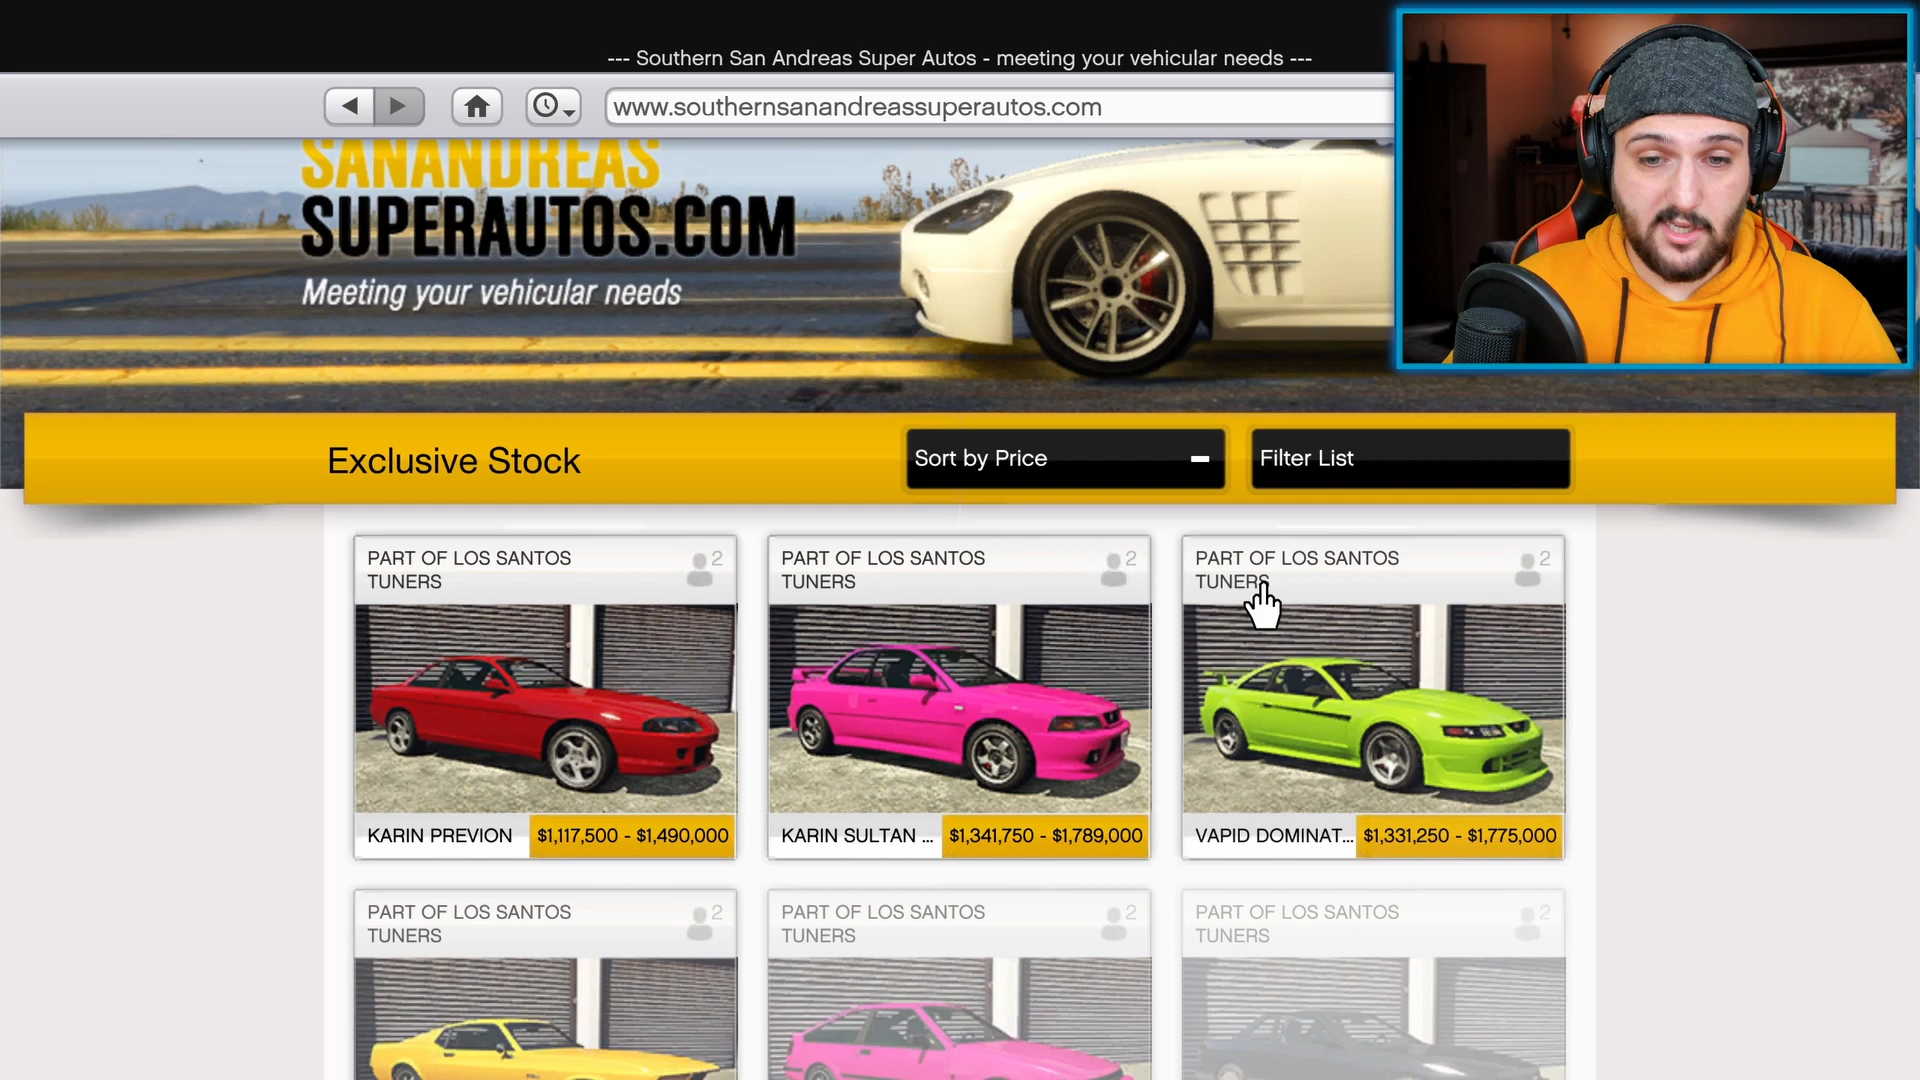 --- Southern San Andreas Super Autos - meeting your vehicular needs ---
www.southernsanandreassuperautos.com
SANANDREAS
SUPERAUTOS.COM
Meeting your vehicular needs
Exclusive Stock
Sort by Price
Filter List
PART OF LOS SANTOS
TUNERS
2
KARIN PREVION
$1,117,500 - $1,490,000
PART OF LOS SANTOS
TUNERS
2
KARIN SULTAN ...
$1,341,750 - $1,789,000
PART OF LOS SANTOS
TUNERS
2
VAPID DOMINAT...
$1,331,250 - $1,775,000
PART OF LOS SANTOS
TUNERS
2
PART OF LOS SANTOS
TUNERS
2
PART OF LOS SANTOS
TUNERS
2